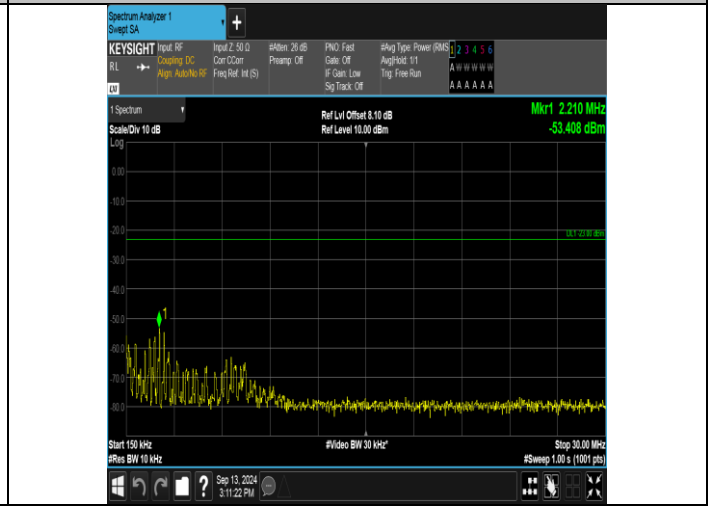 Spectrum Analyzer 1
Swept SA
+
KEYSIGHT Input: RF Input Z: 50 Ω #Atten: 26 dB PNO: Fast #Avg Type: Power (RMS 1 2 3 4 5 6
RL Coupling: DC Corr CCorr Preamp: Off Gate: Off Avg|Hold: 1/1 A W W W W W
Align: Auto/No RF Freq Ref: Int (S) IF Gain: Low Trig: Free Run
Sig Track: Off A A A A A A
LXI
1 Spectrum Ref Lvl Offset 8.10 dB Mkr1 2.210 MHz
Scale/Div 10 dB Ref Level 10.00 dBm -53.408 dBm
Log
0.00
-10.0
-20.0
DL1 -23.00 dBm
-30.0
-40.0
1
-50.0
-60.0
-70.0
-80.0
Start 150 kHz #Video BW 30 kHz* Stop 30.00 MHz
#Res BW 10 kHz #Sweep 1.00 s (1001 pts)
? Sep 13, 2024
3:11:22 PM